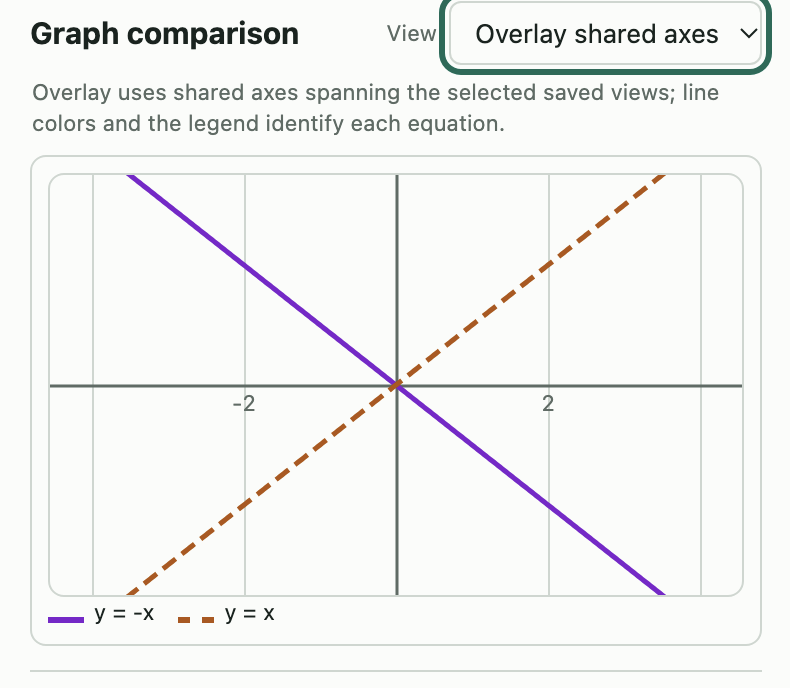 Graph comparison
View
Overlay shared axes
Overlay uses shared axes spanning the selected saved views; line
colors and the legend identify each equation.
-2
2
y = -x
y = x